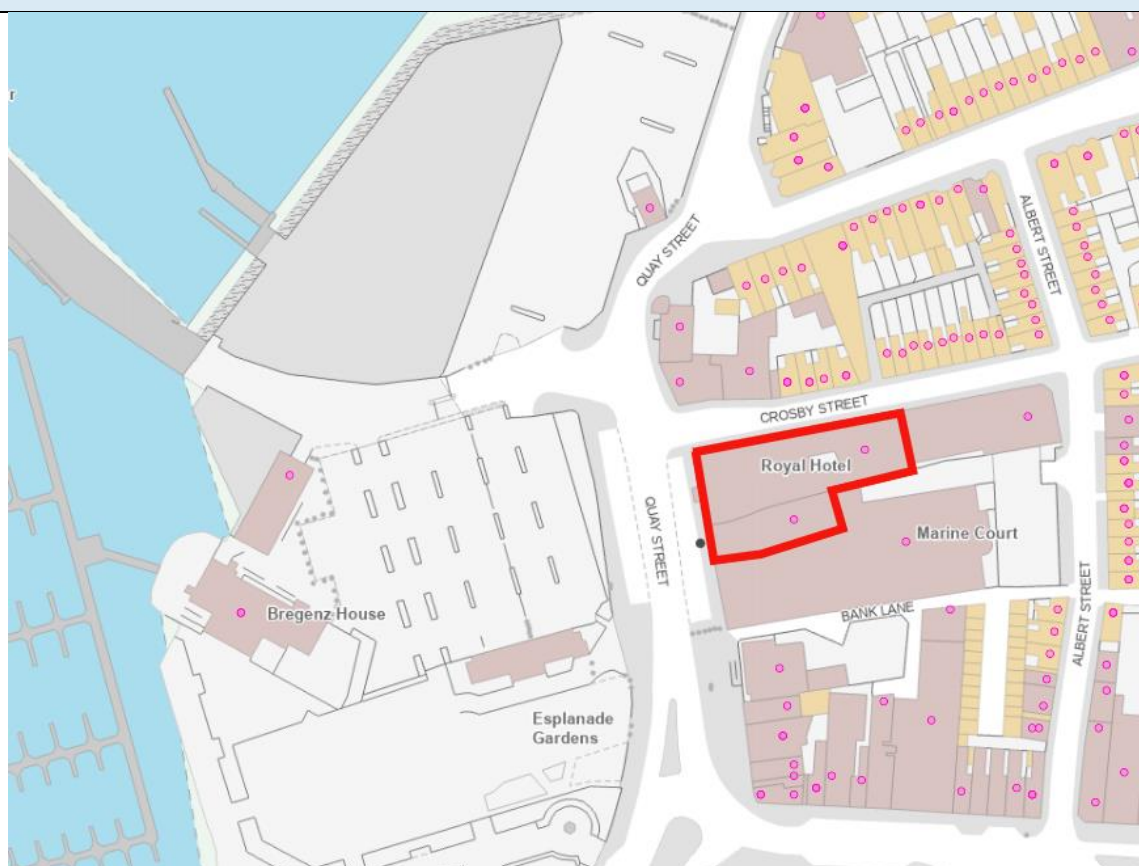 r
QUAY STREET
ALBERT STREET
CROSBY STREET
Royal Hotel
QUAY STREET
Marine Court
BANK LANE
Bregenz House
ALBERT STREET
Esplanade
Gardens